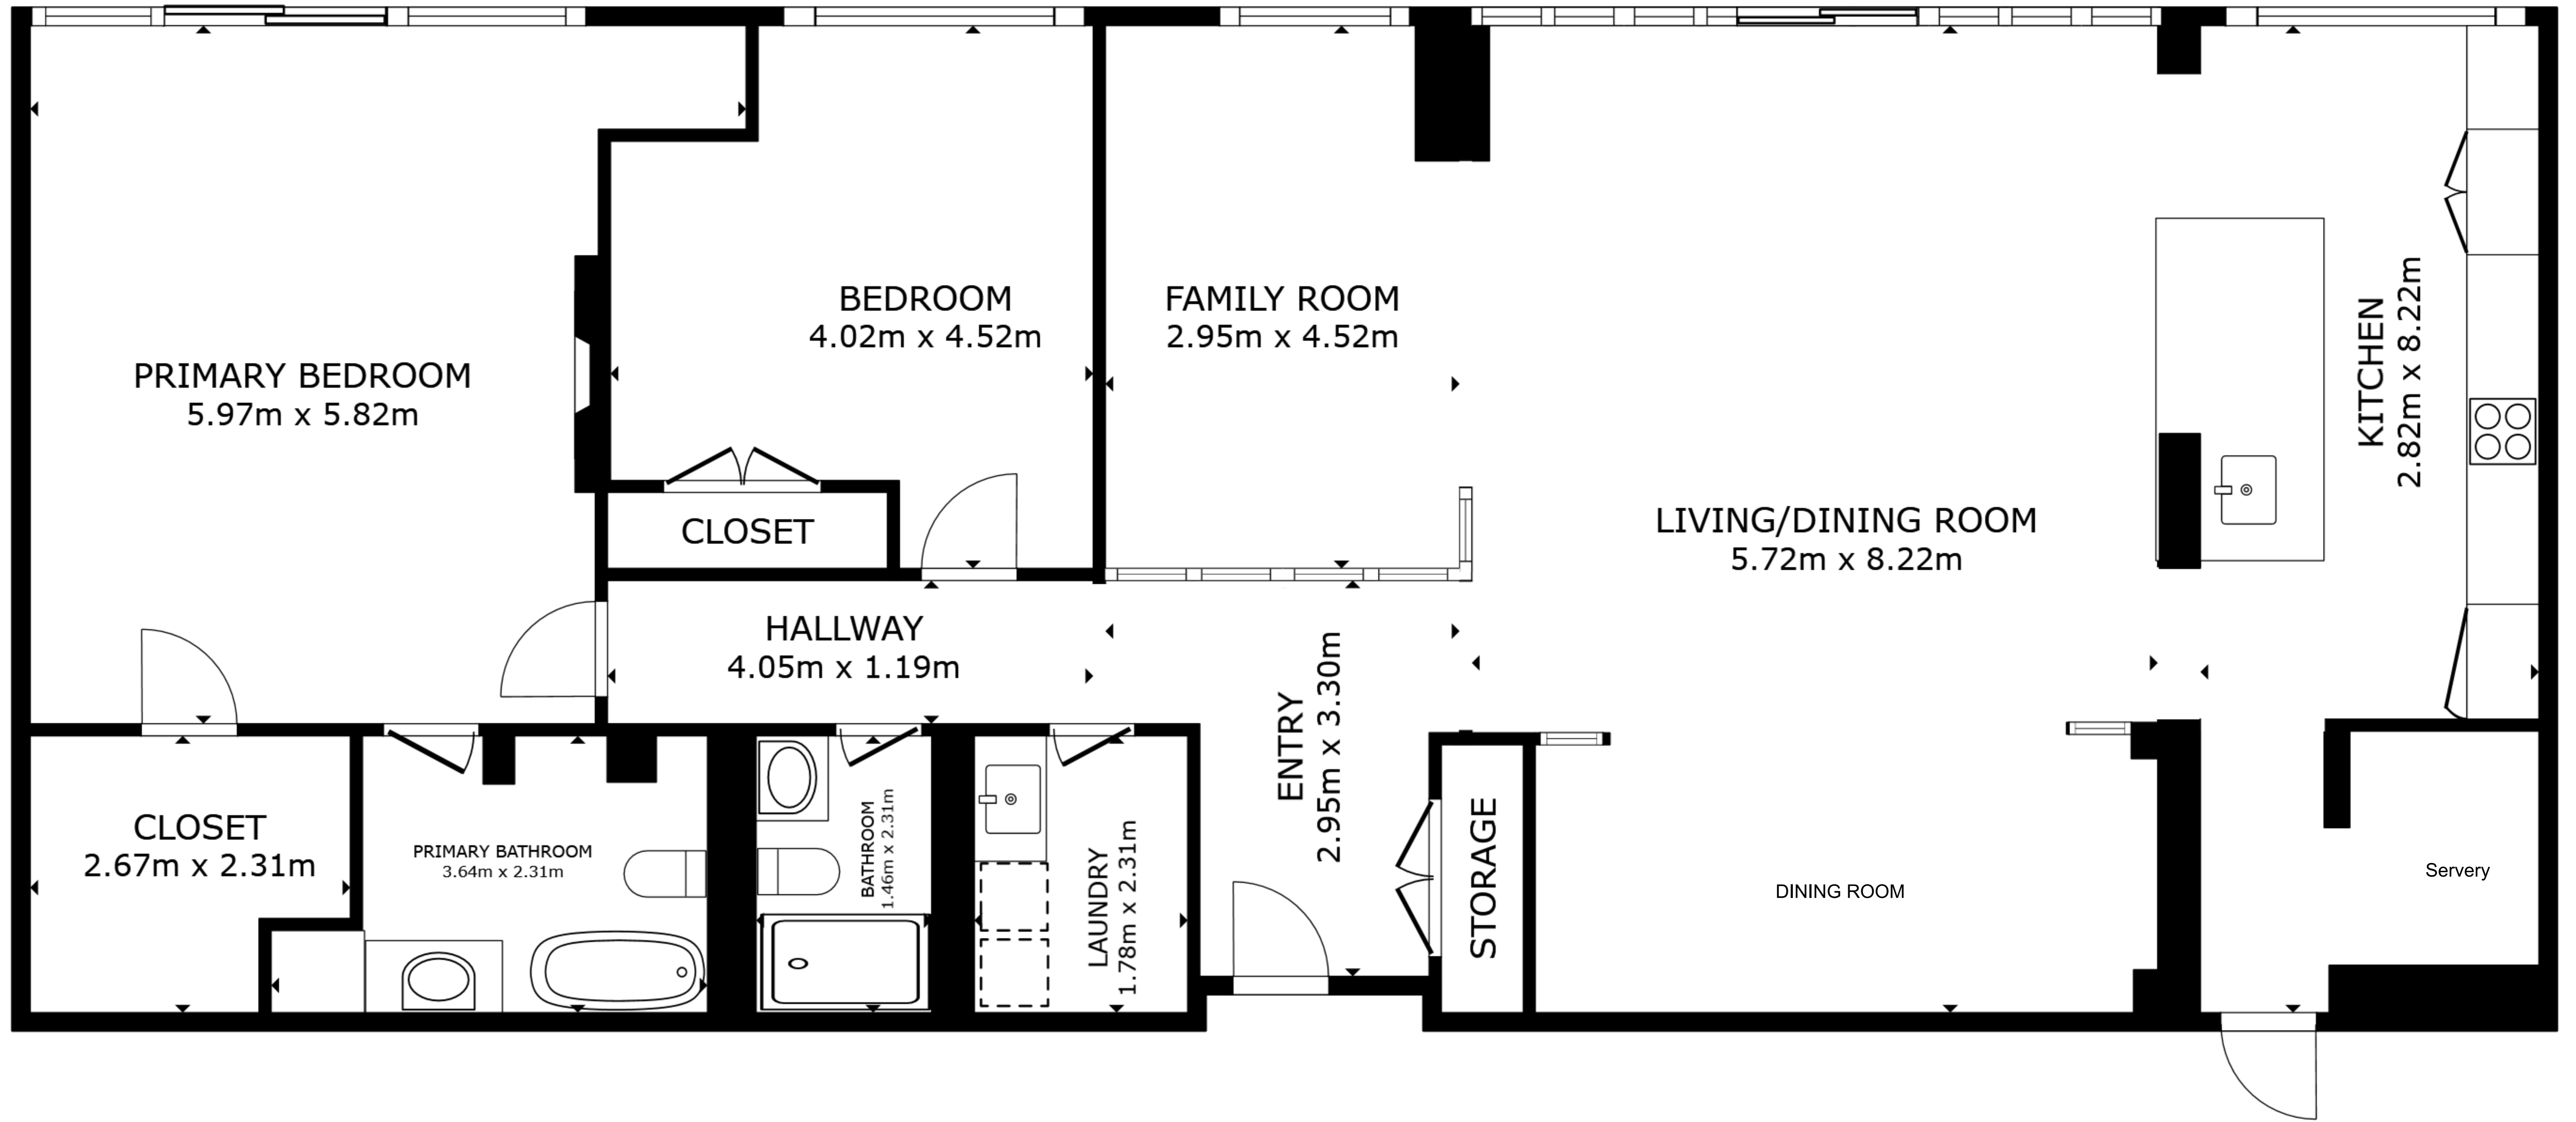 PRIMARY BEDROOM
5.97m x 5.82m
BEDROOM
4.02m x 4.52m
CLOSET
FAMILY ROOM
2.95m x 4.52m
HALLWAY
4.05m x 1.19m
LIVING/DINING ROOM
5.72m x 8.22m
KITCHEN
2.82m x 8.22m
CLOSET
2.67m x 2.31m
PRIMARY BATHROOM
3.64m x 2.31m
BATHROOM
1.46m x 2.31m
LAUNDRY
1.78m x 2.31m
ENTRY
2.95m x 3.30m
STORAGE
DINING ROOM
Servery